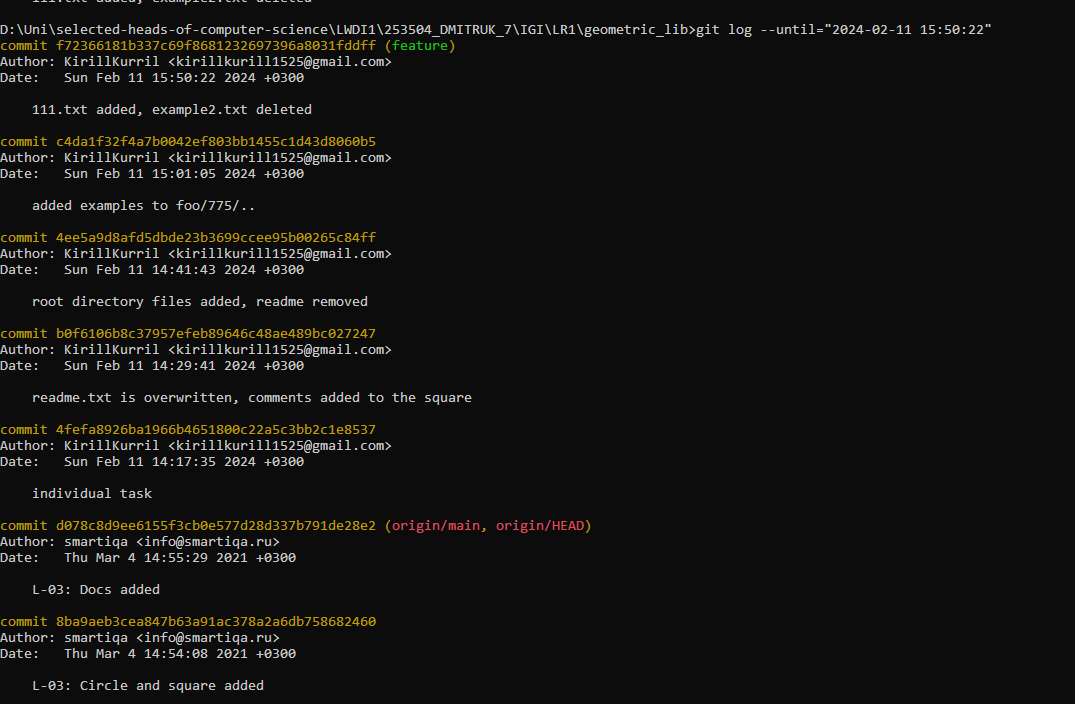 111.txt added, example2.txt deleted
D:\Uni\selected-heads-of-computer-science\LWDI1\253504_DMITRUK_7\IGI\LR1\geometric_lib>git log --until="2024-02-11 15:50:22"
commit f72366181b337c69f8681232697396a8031fddff (feature)
Author: KirillKurril <kirillkurill1525@gmail.com>
Date:   Sun Feb 11 15:50:22 2024 +0300
111.txt added, example2.txt deleted
commit c4da1f32f4a7b0042ef803bb1455c1d43d8060b5
Author: KirillKurril <kirillkurill1525@gmail.com>
Date:   Sun Feb 11 15:01:05 2024 +0300
added examples to foo/775/..
commit 4ee5a9d8afd5dbde23b3699ccee95b00265c84ff
Author: KirillKurril <kirillkurill1525@gmail.com>
Date:   Sun Feb 11 14:41:43 2024 +0300
root directory files added, readme removed
commit b0f6106b8c37957efeb89646c48ae489bc027247
Author: KirillKurril <kirillkurill1525@gmail.com>
Date:   Sun Feb 11 14:29:41 2024 +0300
readme.txt is overwritten, comments added to the square
commit 4fefa8926ba1966b4651800c22a5c3bb2c1e8537
Author: KirillKurril <kirillkurill1525@gmail.com>
Date:   Sun Feb 11 14:17:35 2024 +0300
individual task
commit d078c8d9ee6155f3cb0e577d28d337b791de28e2 (origin/main, origin/HEAD)
Author: smartiqa <info@smartiqa.ru>
Date:   Thu Mar 4 14:55:29 2021 +0300
L-03: Docs added
commit 8ba9aeb3cea847b63a91ac378a2a6db758682460
Author: smartiqa <info@smartiqa.ru>
Date:   Thu Mar 4 14:54:08 2021 +0300
L-03: Circle and square added